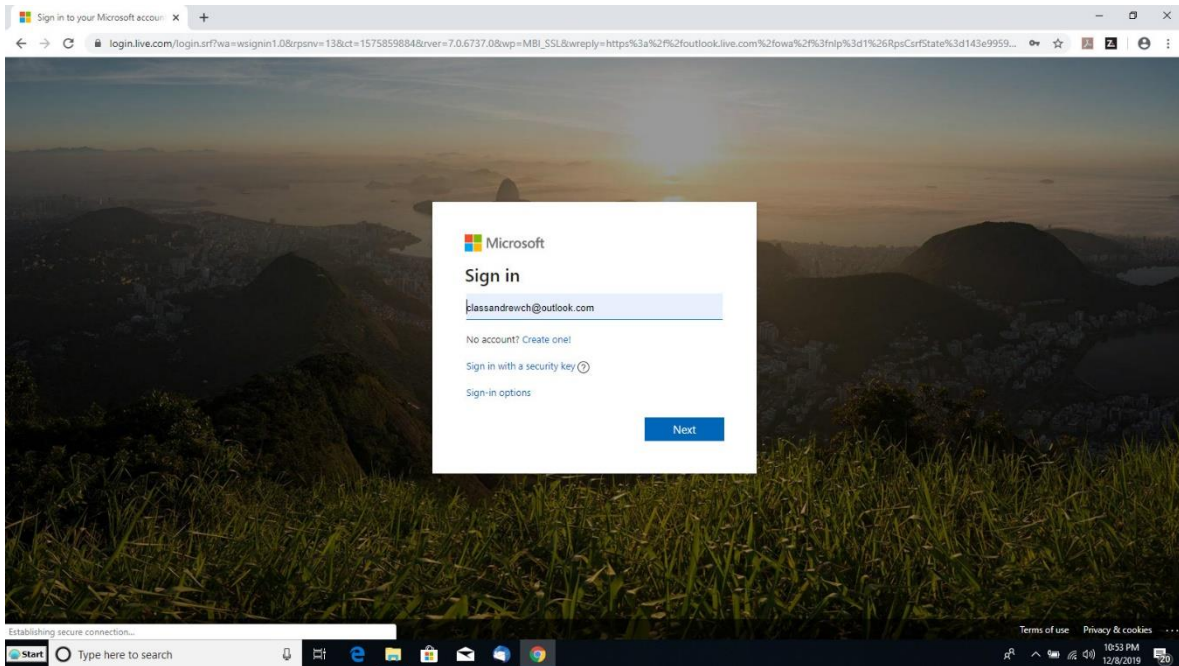 Sign in to your Microsoft accoun
login.live.com/login.srf?wa=wsignin1.0&rpsnv=13&ct=1575859884&rver=7.0.6737.0&wp=MBI_SSL&wreply=https%3a%2f%2foutlook.live.com%2fowa%2f%3fnlp%3d1%26RpsCsrfState%3d143e9959...
Microsoft
Sign in
classandrewch@outlook.com
No account? Create one!
Sign in with a security key ?
Sign-in options
Next
Establishing secure connection...
Terms of use Privacy & cookies ...
Start Type here to search
10:53 PM
12/8/2019
20